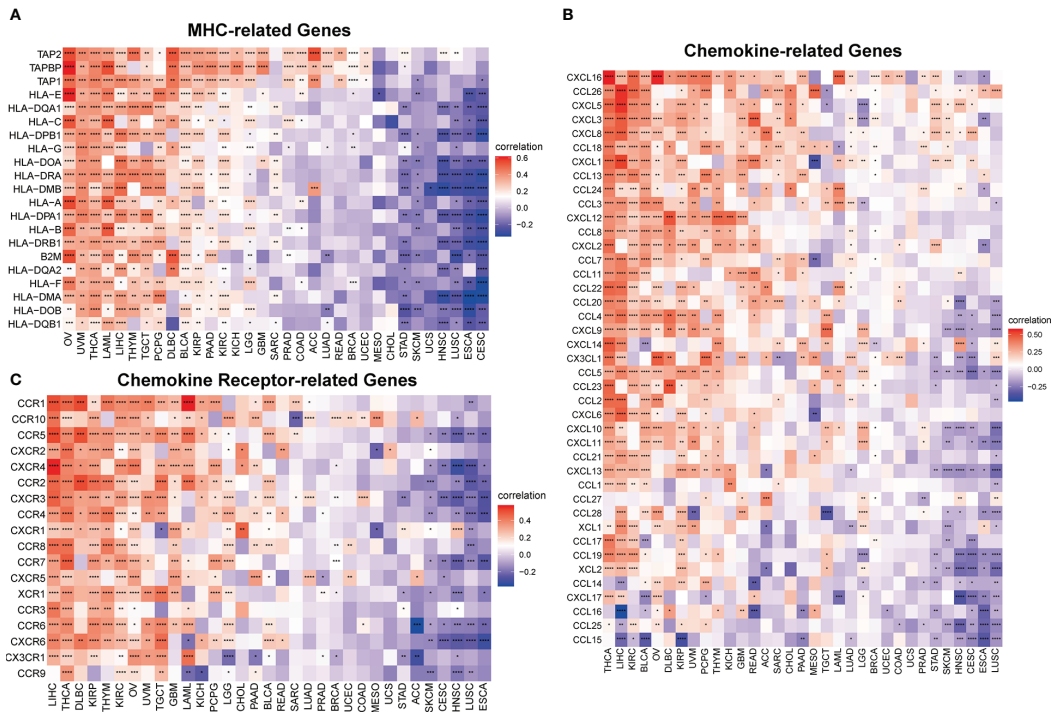 A
MHC-related Genes
TAP2
TAPBP
TAP1
HLA-E
HLA-DQA1
HLA-C
HLA-DPB1
HLA-G
HLA-DOA
HLA-DRA
HLA-DMB
HLA-A
HLA-DPA1
HLA-B
HLA-DRB1
B2M
HLA-DQA2
HLA-F
HLA-DMA
HLA-DOB
HLA-DQB1
OV UVM THCA LAML LIHC THYM TGCT PCPG DLBC BLCA KIRP PAAD KIRC KICH LGG GBM SARC PRAD COAD ACC LUAD READ BRCA UCEC MESO CHOL STAD SKCM UCS HNSC LUSC ESCA CESC
correlation
0.6
0.4
0.2
0.0
−0.2
B
Chemokine-related Genes
CXCL16
CCL26
CXCL5
CXCL3
CXCL8
CCL18
CXCL1
CCL13
CCL24
CCL3
CXCL12
CCL8
CXCL2
CCL7
CCL11
CCL22
CCL20
CCL4
CXCL9
CXCL14
CX3CL1
CCL5
CCL23
CCL2
CXCL6
CXCL10
CXCL11
CCL21
CXCL13
CCL1
CCL27
CCL28
XCL1
CCL17
CCL19
XCL2
CCL14
CXCL17
CCL16
CCL25
CCL15
THCA LIHC KIRC BLCA OV DLBC KIRP UVM PCPG THYM KICH GBM READ ACC SARC CHOL PAAD MESO TGCT LAML LUAD LGG BRCA UCEC COAD UCS PRAD STAD SKCM HNSC CESC ESCA LUSC
correlation
0.50
0.25
0.00
−0.25
C
Chemokine Receptor-related Genes
CCR1
CCR10
CCR5
CXCR2
CXCR4
CCR2
CXCR3
CCR4
CXCR1
CCR8
CCR7
CXCR5
XCR1
CCR3
CCR6
CXCR6
CX3CR1
CCR9
LIHC THCA DLBC KIRP THYM KIRC OV UVM TGCT GBM LAML KICH PCPG LGG CHOL PAAD BLCA READ SARC LUAD PRAD BRCA UCEC COAD MESO UCS STAD ACC SKCM CESC HNSC LUSC ESCA
correlation
0.4
0.2
0.0
−0.2